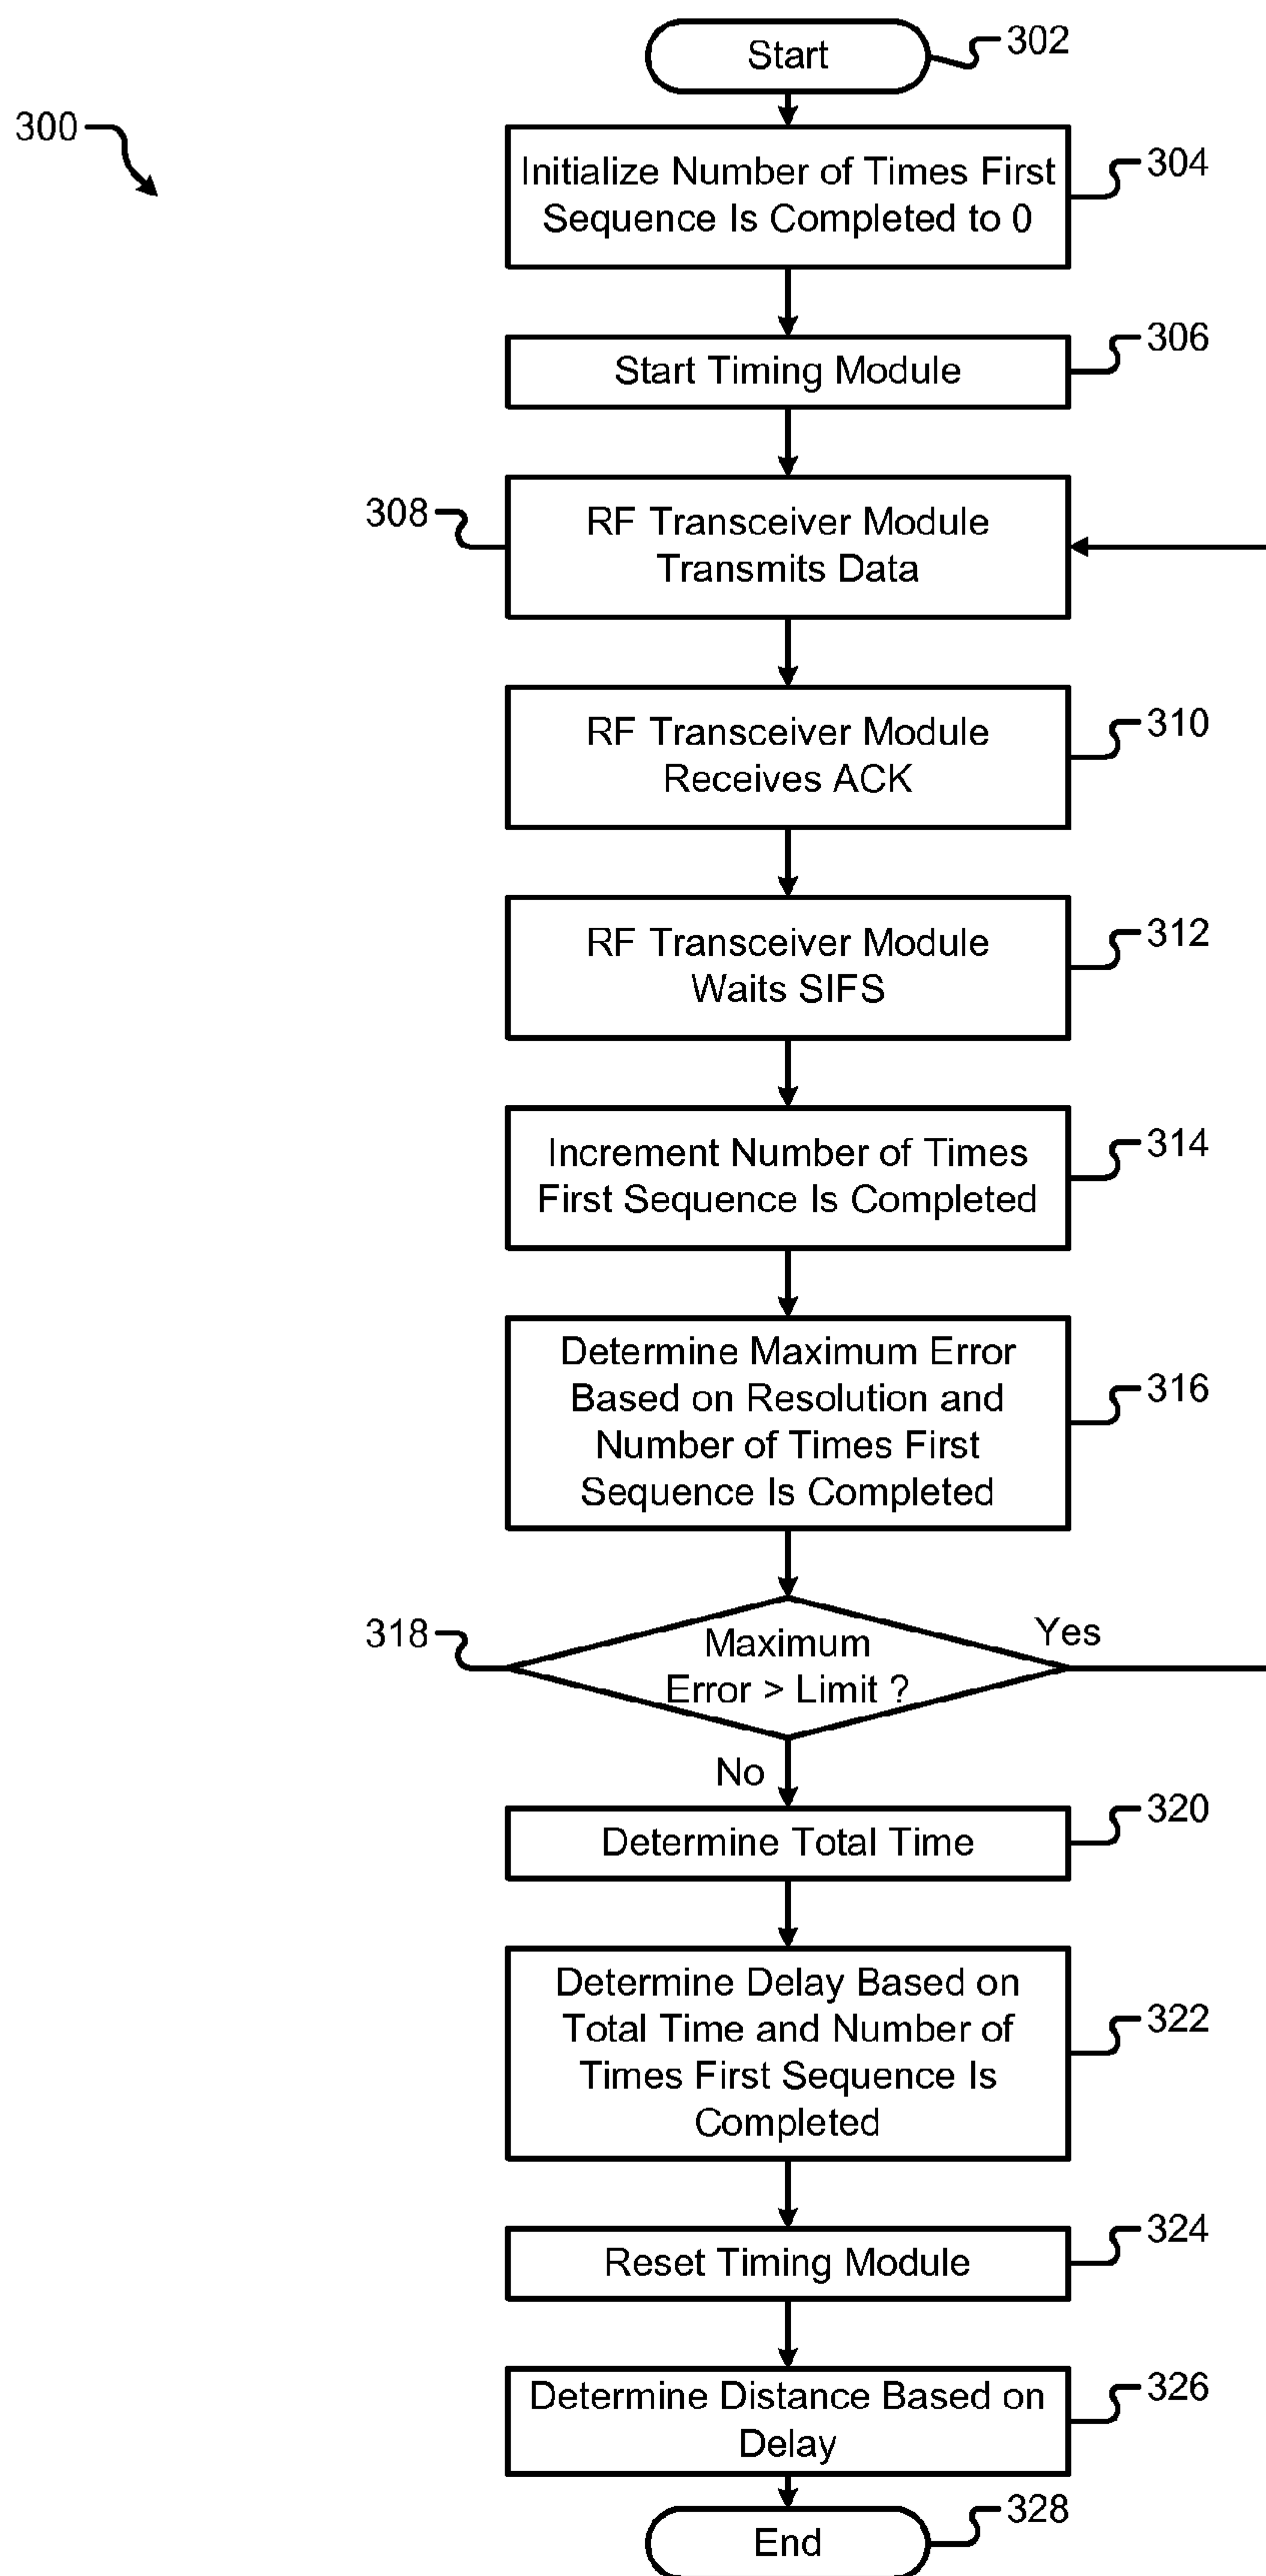 Start
302
300
Initialize Number of Times First
Sequence Is Completed to 0
304
Start Timing Module
306
308
RF Transceiver Module
Transmits Data
RF Transceiver Module
Receives ACK
310
RF Transceiver Module
Waits SIFS
312
Increment Number of Times
First Sequence Is Completed
314
Determine Maximum Error
Based on Resolution and
Number of Times First
Sequence Is Completed
316
318
Maximum
Error > Limit ?
Yes
No
Determine Total Time
320
Determine Delay Based on
Total Time and Number of
Times First Sequence Is
Completed
322
Reset Timing Module
324
Determine Distance Based on
Delay
326
End
328